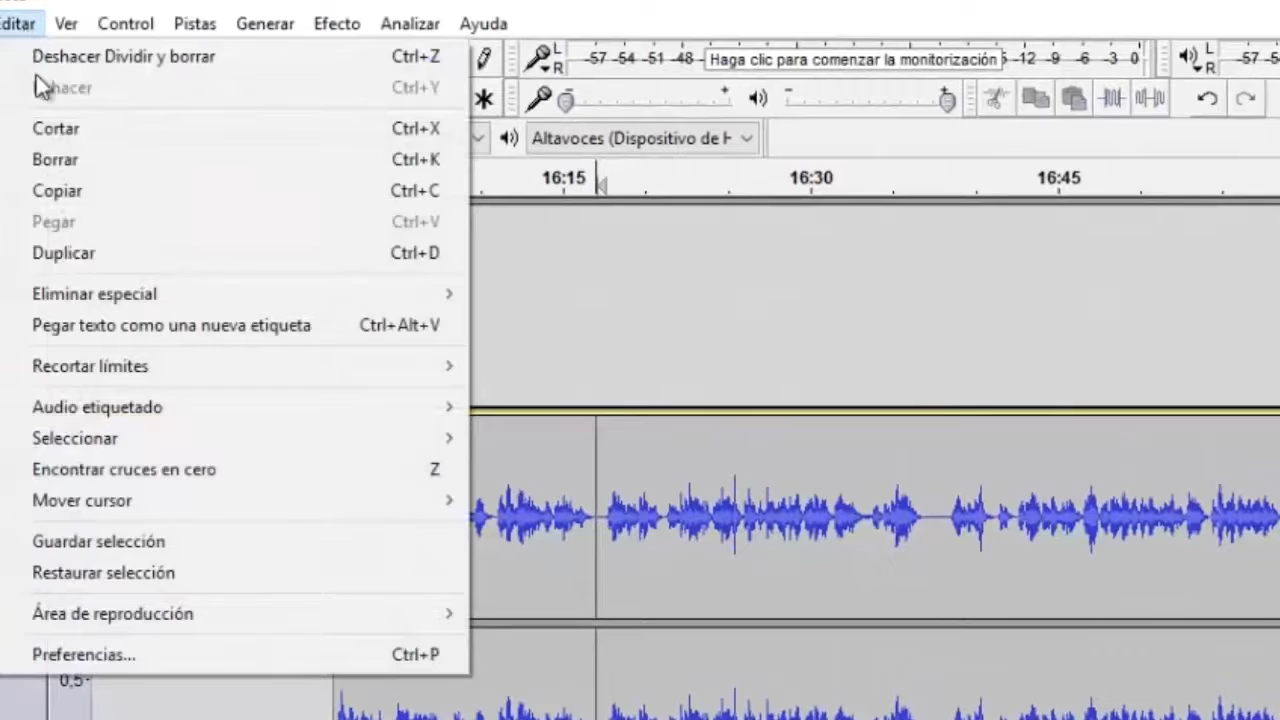 Editar Ver Control Pistas Generar Efecto Analizar Ayuda
Deshacer Dividir y borrar Ctrl+Z
hacer Ctrl+Y
Cortar Ctrl+X
Borrar Ctrl+K
Copiar Ctrl+C
Pegar Ctrl+V
Duplicar Ctrl+D
Eliminar especial
Pegar texto como una nueva etiqueta Ctrl+Alt+V
Recortar límites
Audio etiquetado
Seleccionar
Encontrar cruces en cero Z
Mover cursor
Guardar selección
Restaurar selección
Área de reproducción
Preferencias... Ctrl+P
L
R
-57 -54 -51 -48 Haga clic para comenzar la monitorización -12 -9 -6 -3 0
L
R
-57 -5
Altavoces (Dispositivo de
16:15 16:30 16:45
0,5